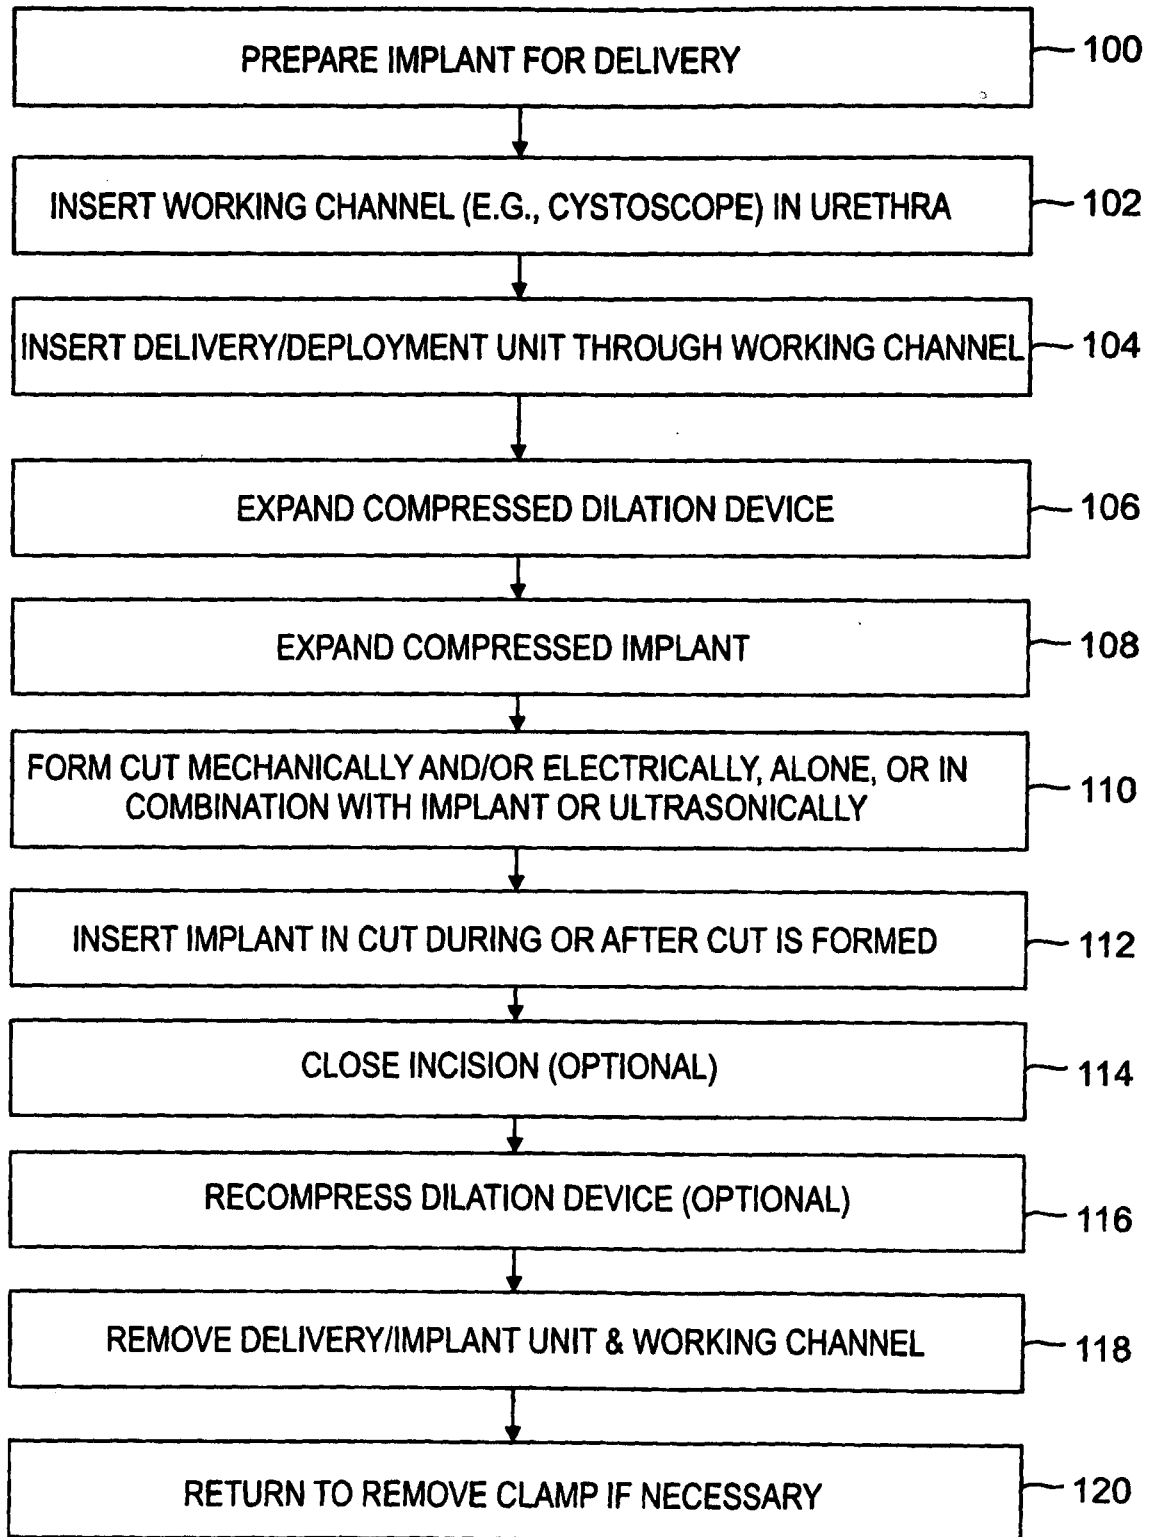 PREPARE IMPLANT FOR DELIVERY
100
INSERT WORKING CHANNEL (E.G., CYSTOSCOPE) IN URETHRA
102
INSERT DELIVERY/DEPLOYMENT UNIT THROUGH WORKING CHANNEL
104
EXPAND COMPRESSED DILATION DEVICE
106
EXPAND COMPRESSED IMPLANT
108
FORM CUT MECHANICALLY AND/OR ELECTRICALLY, ALONE, OR IN
COMBINATION WITH IMPLANT OR ULTRASONICALLY
110
INSERT IMPLANT IN CUT DURING OR AFTER CUT IS FORMED
112
CLOSE INCISION (OPTIONAL)
114
RECOMPRESS DILATION DEVICE (OPTIONAL)
116
REMOVE DELIVERY/IMPLANT UNIT & WORKING CHANNEL
118
RETURN TO REMOVE CLAMP IF NECESSARY
120